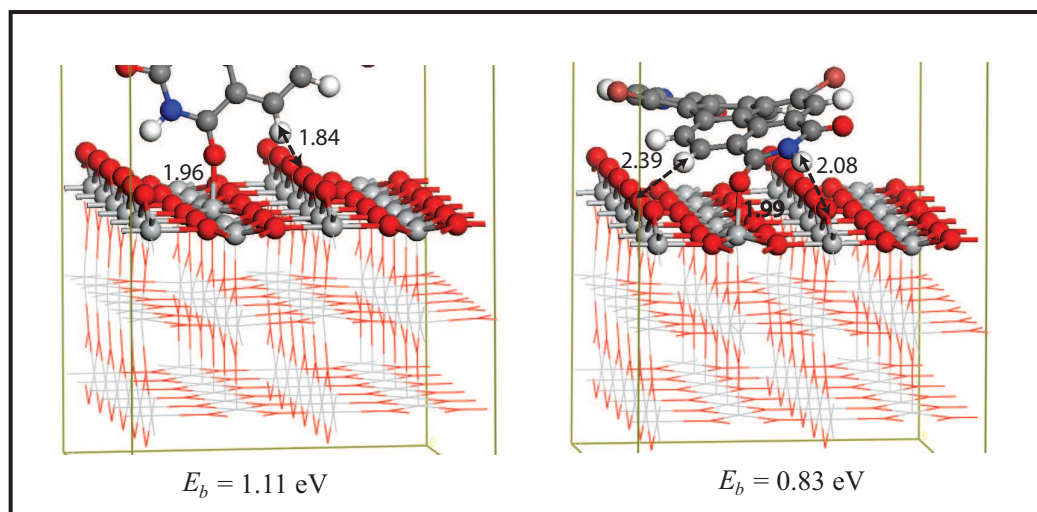 1.84
1.96
2.39
2.08
1.99
E_b = 1.11 eV
E_b = 0.83 eV